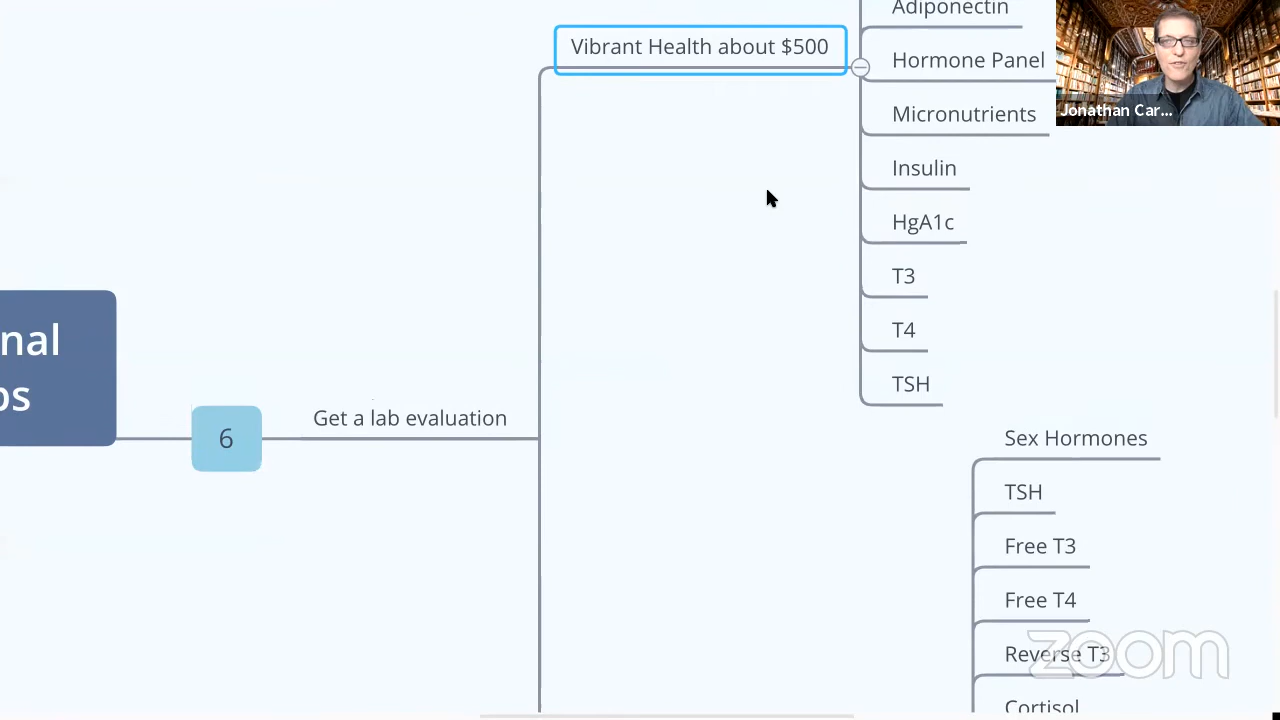 Adiponectin
Vibrant Health about $500
Hormone Panel
Jonathan Car...
Micronutrients
Insulin
HgA1c
T3
nal
T4
os
TSH
Get a lab evaluation
6
Sex Hormones
TSH
Free T3
Free T4
Reverse T3
zoom
Cortisol